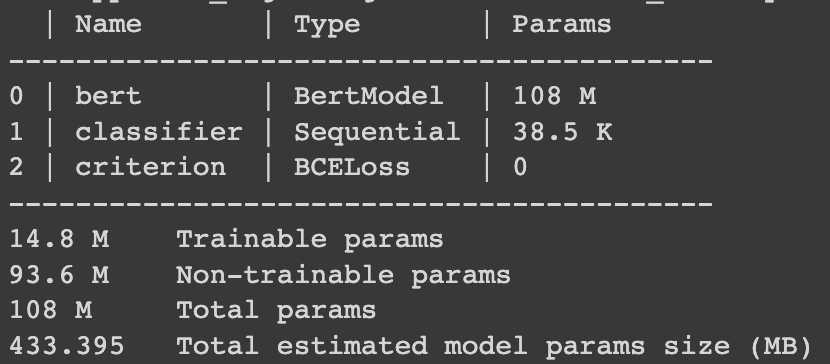 | Name       | Type       | Params
------------------------------------------
0 | bert       | BertModel  | 108 M
1 | classifier | Sequential | 38.5 K
2 | criterion  | BCELoss    | 0
------------------------------------------
14.8 M    Trainable params
93.6 M    Non-trainable params
108 M     Total params
433.395   Total estimated model params size (MB)